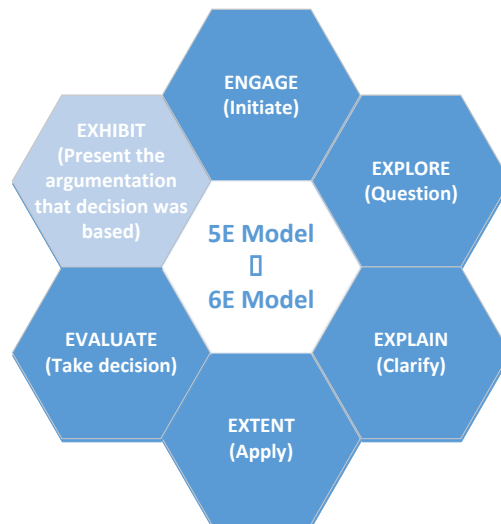 ENGAGE
(Initiate)
EXPLORE
(Question)
EXPLAIN
(Clarify)
EXTENT
(Apply)
EVALUATE
(Take decision)
EXHIBIT
(Present the
argumentation
that decision was
based)
5E Model
▯
6E Model